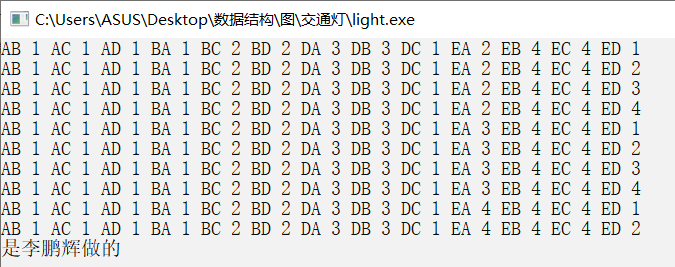 C:\Users\ASUS\Desktop\数据结构\图\交通灯\light.exe
AB 1 AC 1 AD 1 BA 1 BC 2 BD 2 DA 3 DB 3 DC 1 EA 2 EB 4 EC 4 ED 1
AB 1 AC 1 AD 1 BA 1 BC 2 BD 2 DA 3 DB 3 DC 1 EA 2 EB 4 EC 4 ED 2
AB 1 AC 1 AD 1 BA 1 BC 2 BD 2 DA 3 DB 3 DC 1 EA 2 EB 4 EC 4 ED 3
AB 1 AC 1 AD 1 BA 1 BC 2 BD 2 DA 3 DB 3 DC 1 EA 2 EB 4 EC 4 ED 4
AB 1 AC 1 AD 1 BA 1 BC 2 BD 2 DA 3 DB 3 DC 1 EA 3 EB 4 EC 4 ED 1
AB 1 AC 1 AD 1 BA 1 BC 2 BD 2 DA 3 DB 3 DC 1 EA 3 EB 4 EC 4 ED 2
AB 1 AC 1 AD 1 BA 1 BC 2 BD 2 DA 3 DB 3 DC 1 EA 3 EB 4 EC 4 ED 3
AB 1 AC 1 AD 1 BA 1 BC 2 BD 2 DA 3 DB 3 DC 1 EA 3 EB 4 EC 4 ED 4
AB 1 AC 1 AD 1 BA 1 BC 2 BD 2 DA 3 DB 3 DC 1 EA 4 EB 4 EC 4 ED 1
AB 1 AC 1 AD 1 BA 1 BC 2 BD 2 DA 3 DB 3 DC 1 EA 4 EB 4 EC 4 ED 2
是李鹏辉做的